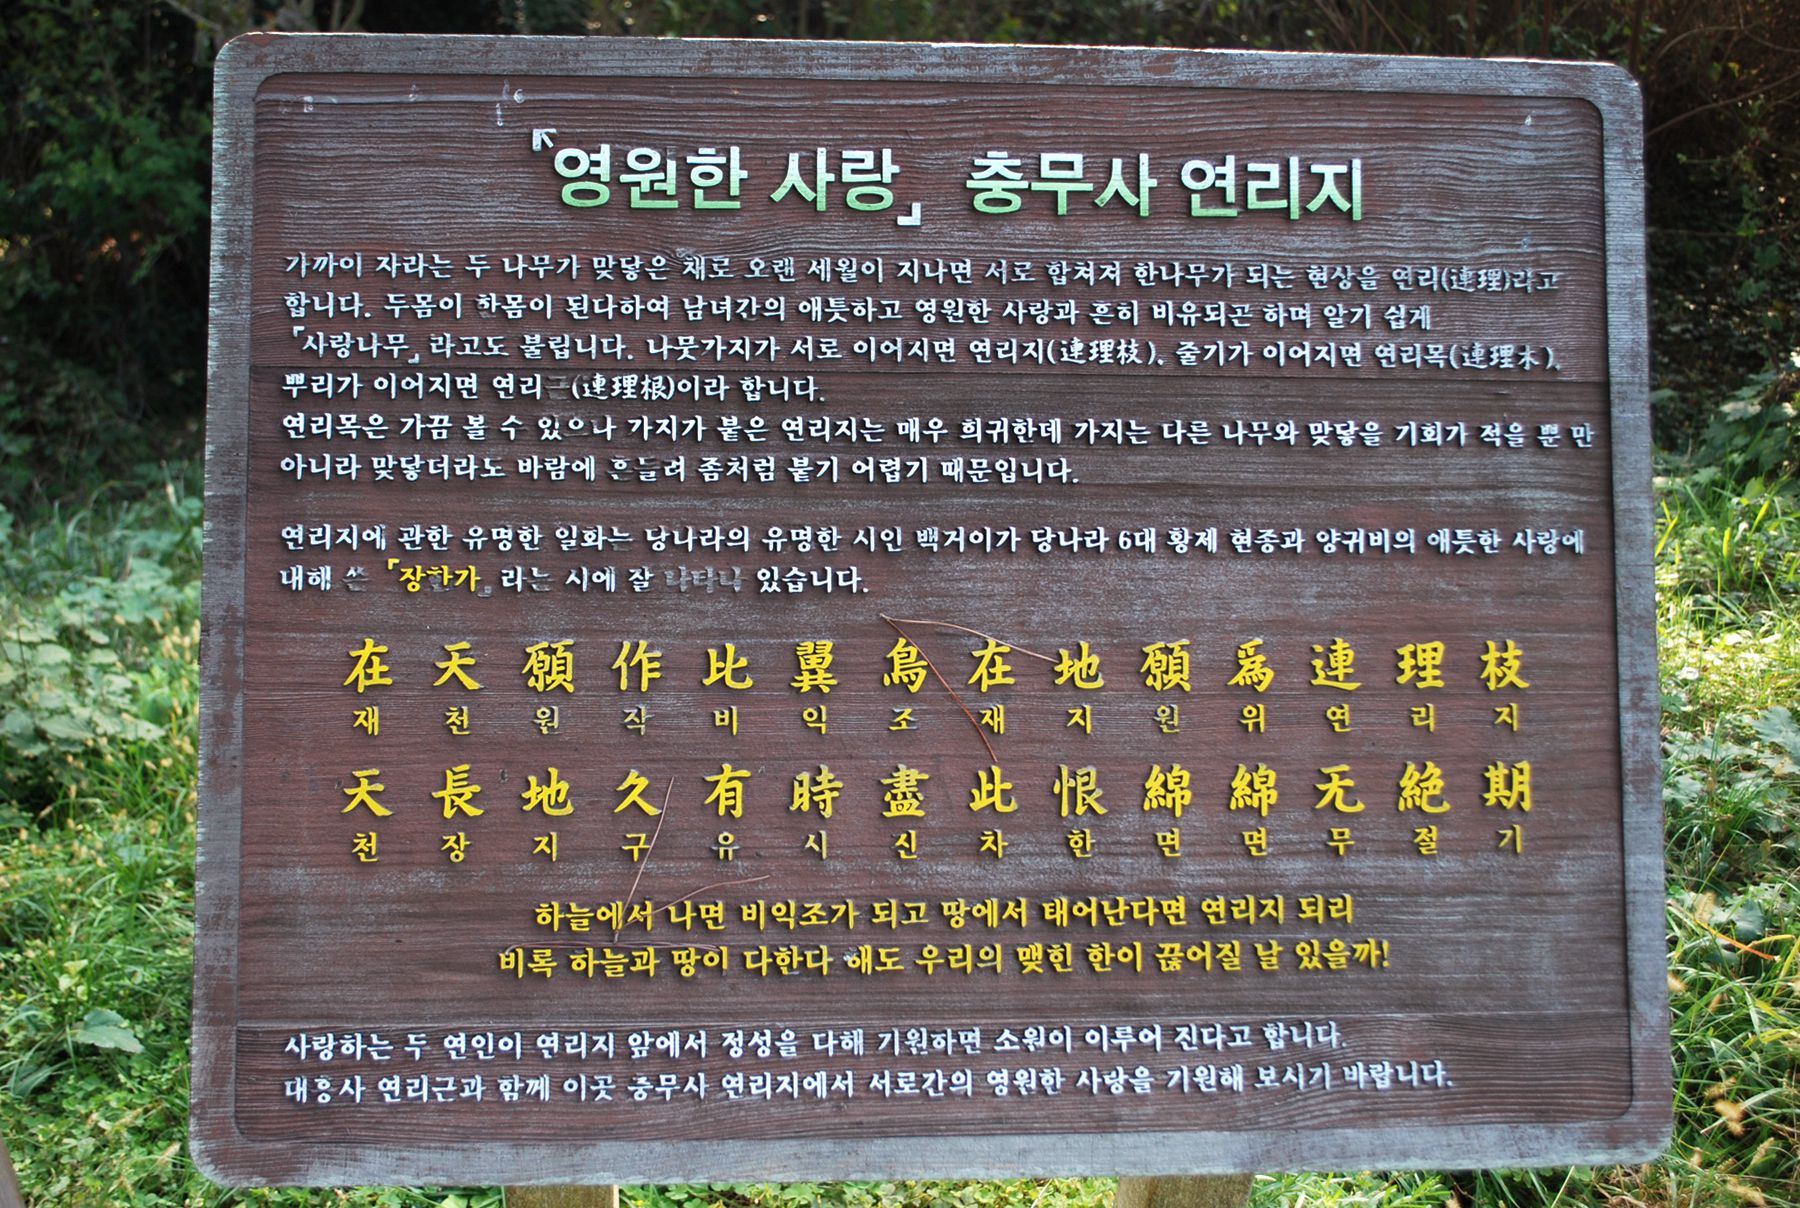 『영원한 사랑』 충무사 연리지
가까이 자라는 두 나무가 맞닿은 채로 오랜 세월이 지나면 서로 합쳐져 한나무가 되는 현상을 연리(連理)라고
합니다. 두몸이 한몸이 된다하여 남녀간의 애틋하고 영원한 사랑과 흔히 비유되곤 하며 알기 쉽게
『사랑나무』 라고도 불립니다. 나뭇가지가 서로 이어지면 연리지(連理枝), 줄기가 이어지면 연리목(連理木),
뿌리가 이어지면 연리근(連理根)이라 합니다.
연리목은 가끔 볼 수 있으나 가지가 붙은 연리지는 매우 희귀한데 가지는 다른 나무와 맞닿을 기회가 적을 뿐 만
아니라 맞닿더라도 바람에 흔들려 좀처럼 붙기 어렵기 때문입니다.
연리지에 관한 유명한 일화는 당나라의 유명한 시인 백거이가 당나라 6대 황제 현종과 양귀비의 애틋한 사랑에
대해 쓴 『장한가』 라는 시에 잘 나타나 있습니다.
在 天 願 作 比 翼 鳥 在 地 願 爲 連 理 枝
재 천 원 작 비 익 조 재 지 원 위 연 리 지
天 長 地 久 有 時 盡 此 恨 綿 綿 无 絶 期
천 장 지 구 유 시 신 차 한 면 면 무 절 기
하늘에서 나면 비익조가 되고 땅에서 태어난다면 연리지 되리
비록 하늘과 땅이 다한다 해도 우리의 맺힌 한이 끊어질 날 있을까!
사랑하는 두 연인이 연리지 앞에서 정성을 다해 기원하면 소원이 이루어 진다고 합니다.
대흥사 연리근과 함께 이곳 충무사 연리지에서 서로간의 영원한 사랑을 기원해 보시기 바랍니다.